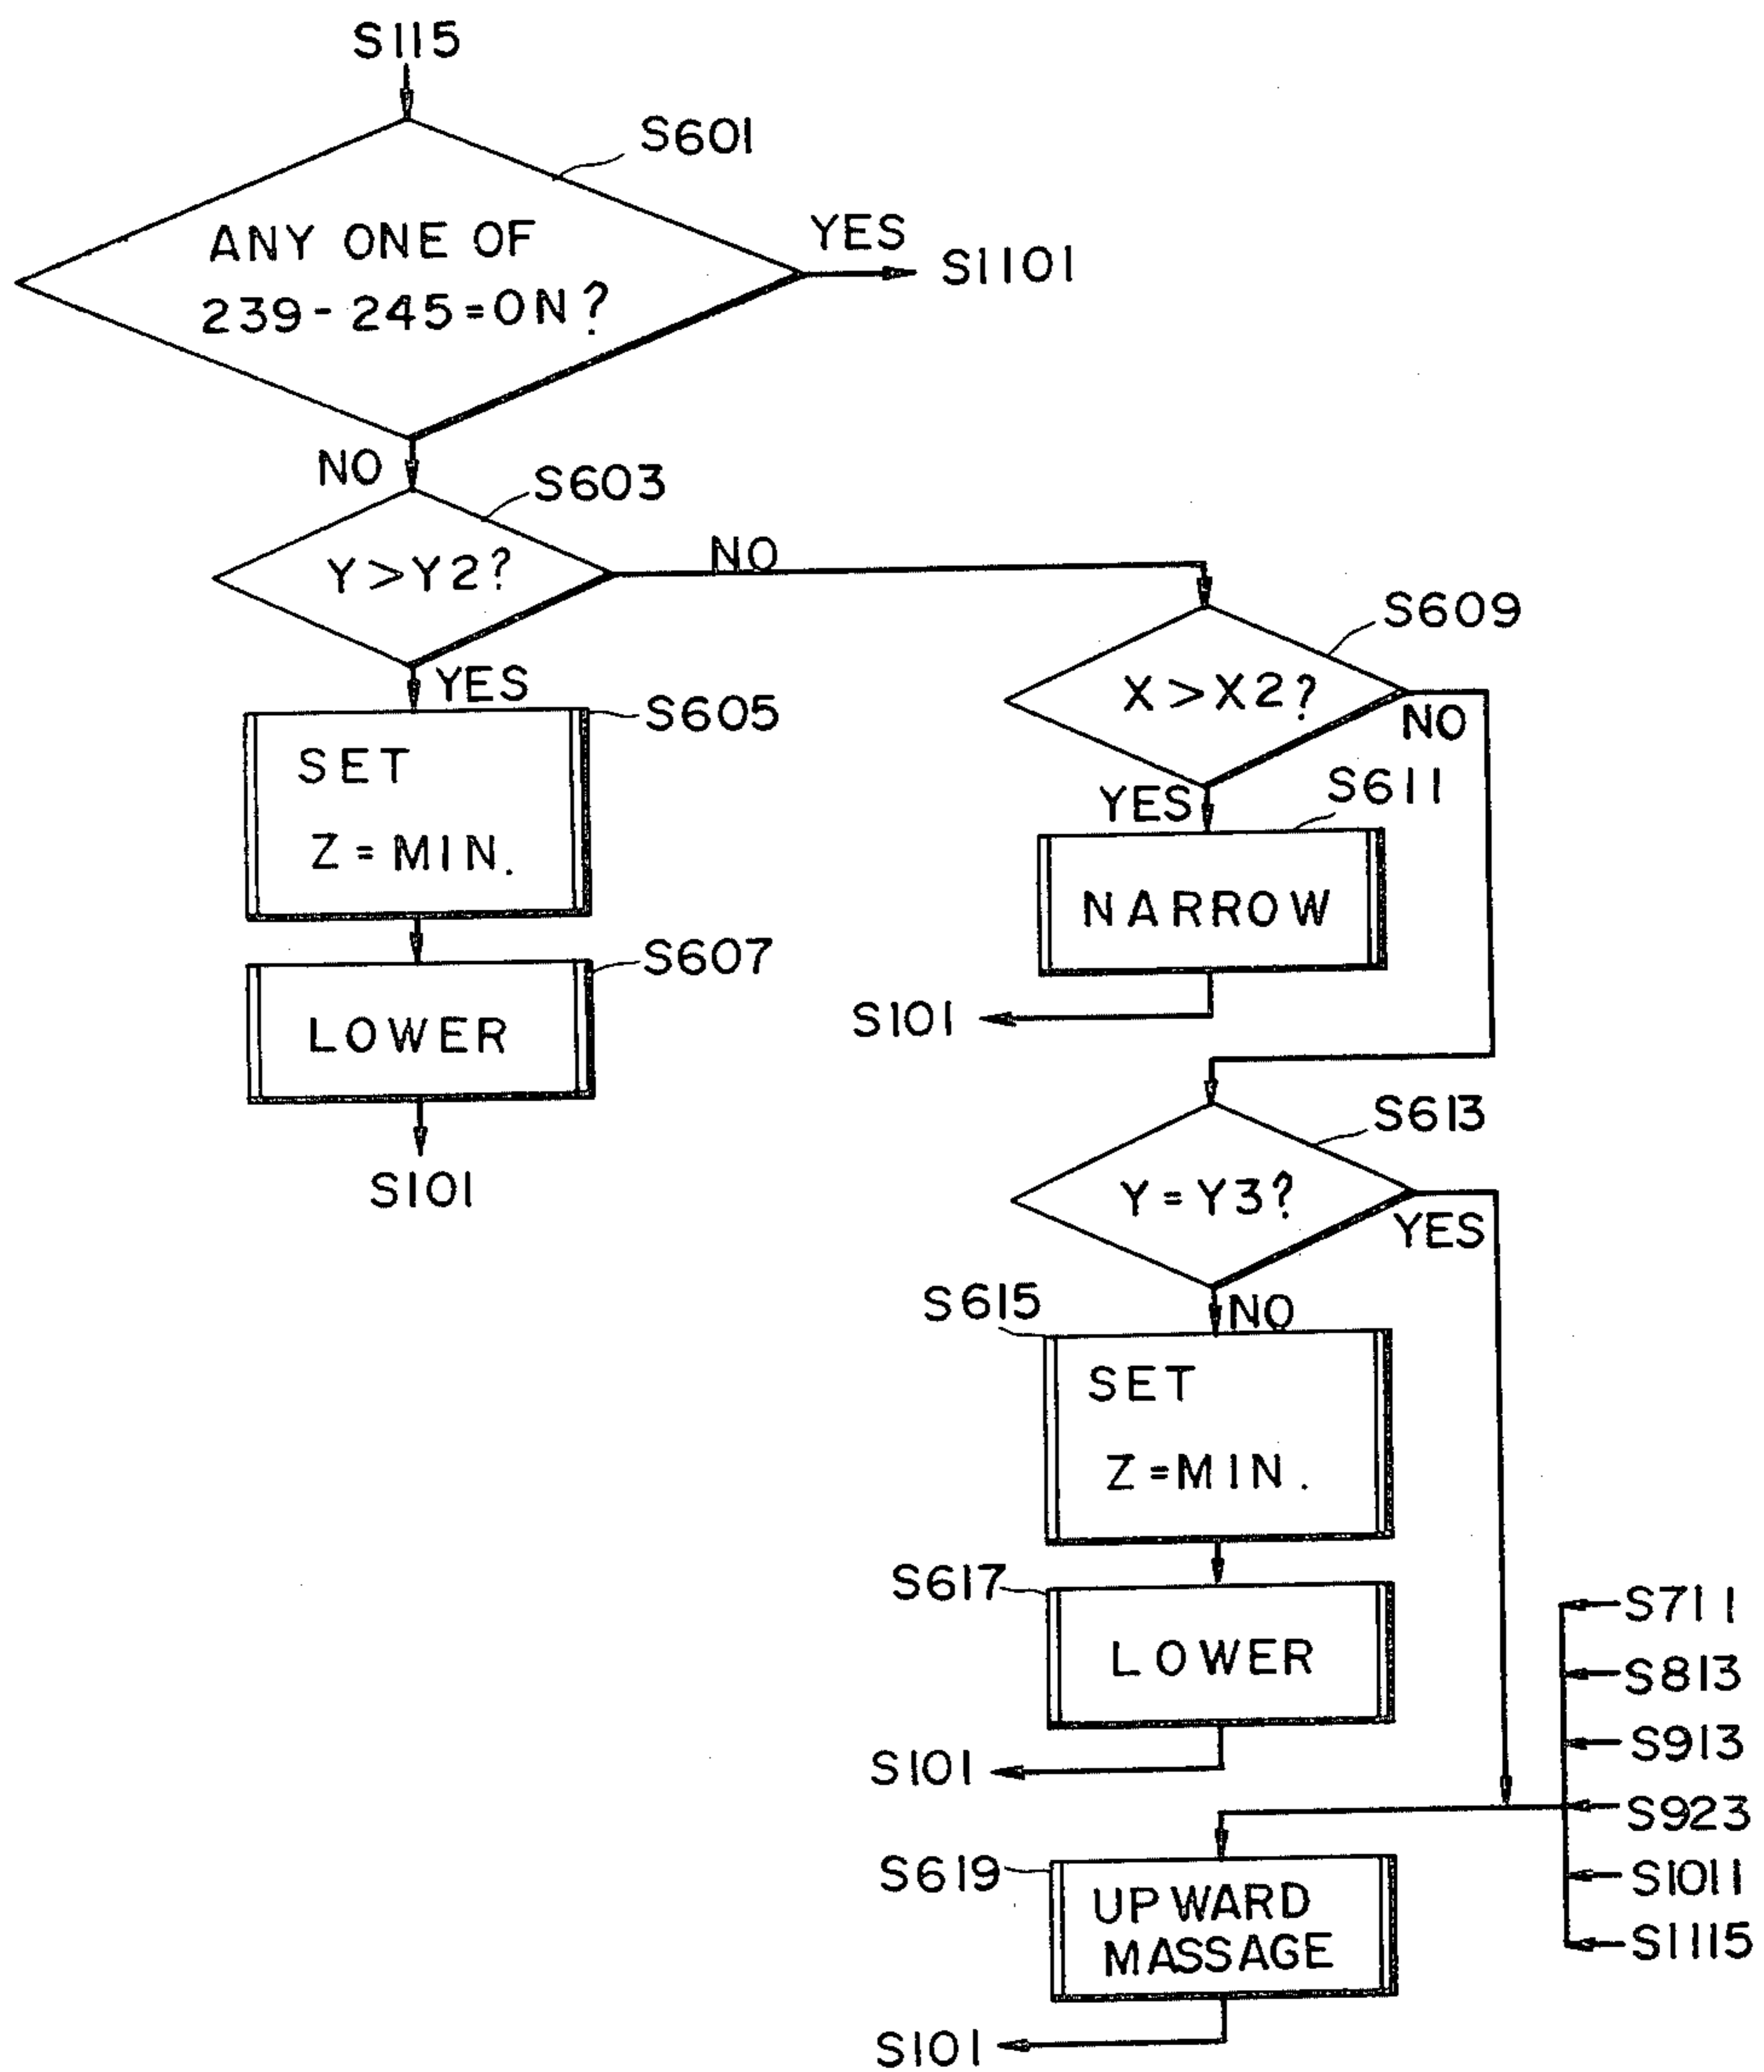 S115
S601
ANY ONE OF
239-245=ON?
YES
S1101
NO
S603
Y>Y2?
NO
YES
S605
SET
Z=MIN.
S607
LOWER
S101
S609
X>X2?
NO
YES
S611
NARROW
S101
S613
Y=Y3?
YES
NO
S615
SET
Z=MIN.
S617
LOWER
S101
S711
S813
S913
S923
S1011
S1115
S619
UPWARD
MASSAGE
S101